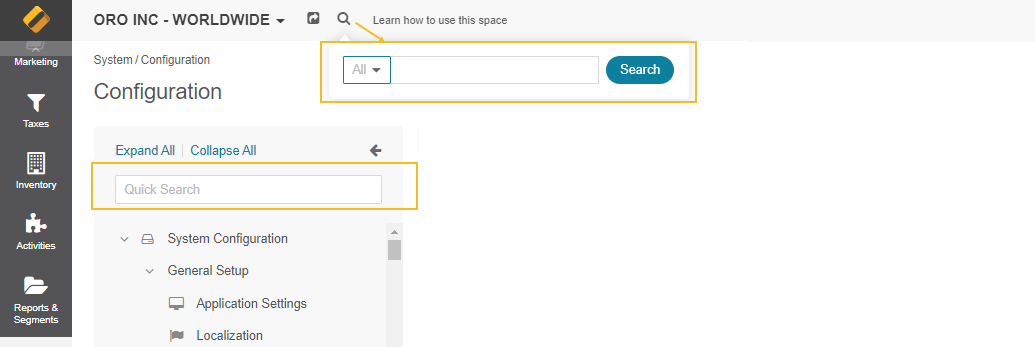 ORO INC - WORLDWIDE
Learn how to use this space
Marketing
Taxes
Inventory
Activities
Reports &
Segments
System / Configuration
Configuration
All
Search
Expand All | Collapse All
Quick Search
System Configuration
General Setup
Application Settings
Localization